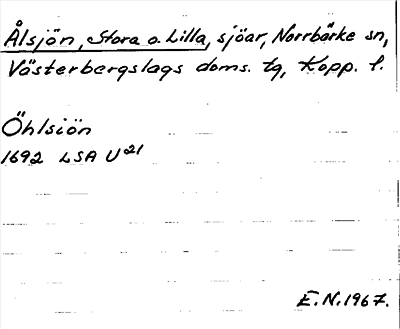 Ålsjön, Stora o. Lilla, sjöar, Norrbärke sn,
Västerbergslags doms. tg, Kopp. l.
Öhlsiön
1692 LSA U21
E.N.1967.